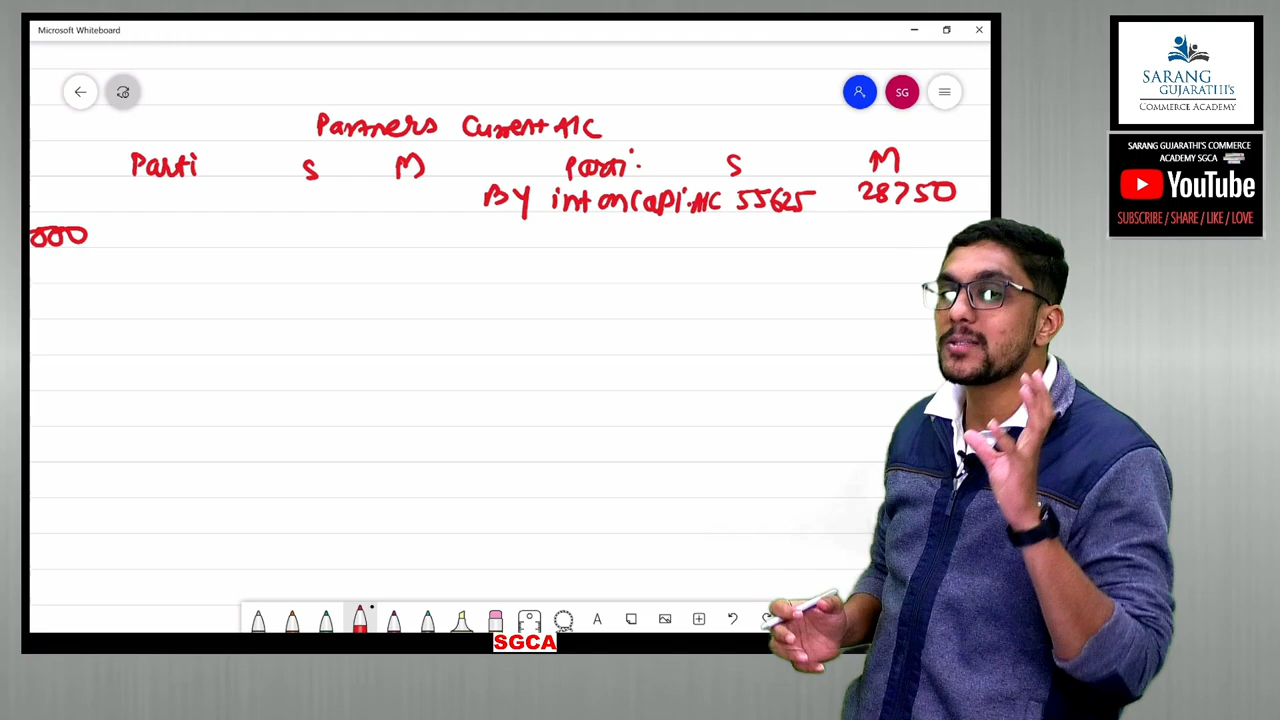 Microsoft Whiteboard
SG
Partners Current A/C
Parti S M Parti. S M
By int on Capi. A/C 55625 28750
000
SGCA
SARANG
GUJARATHI'S
COMMERCE ACADEMY
SARANG GUJARATHI'S COMMERCE
ACADEMY SGCA
YouTube
SUBSCRIBE / SHARE / LIKE / LOVE